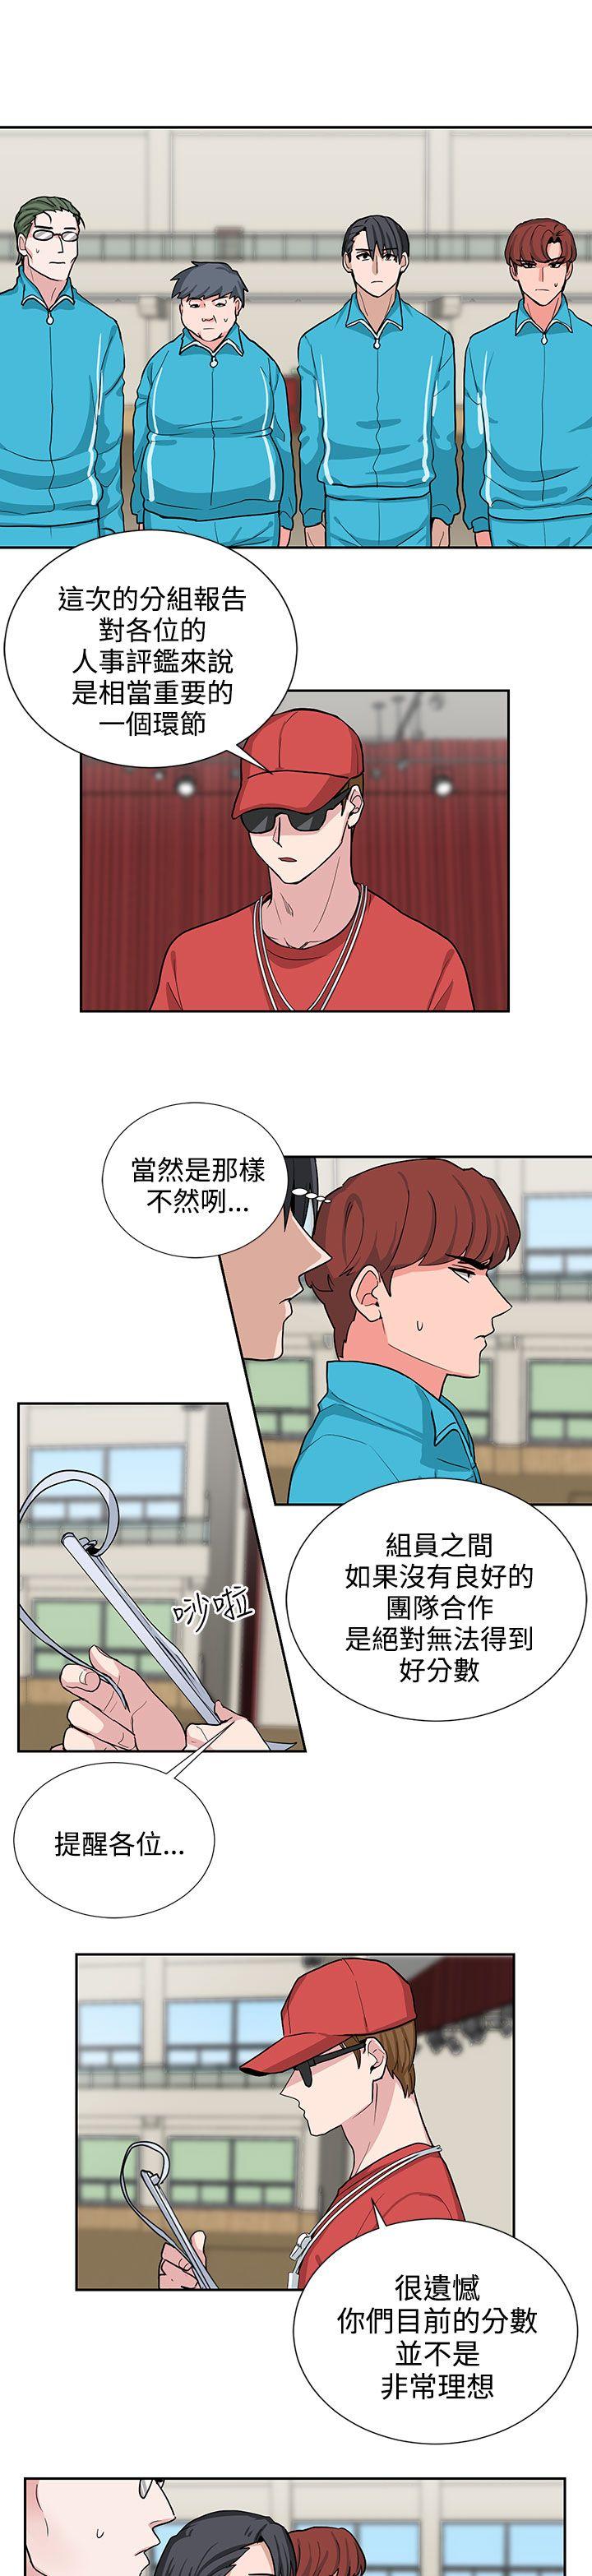 這次的分組報告
對各位的
人事評鑑來說
是相當重要的
一個環節
當然是那樣
不然咧...
組員之間
如果沒有良好的
團隊合作
是絕對無法得到
好分數
唦啦
提醒各位...
很遺憾
你們目前的分數
並不是
非常理想